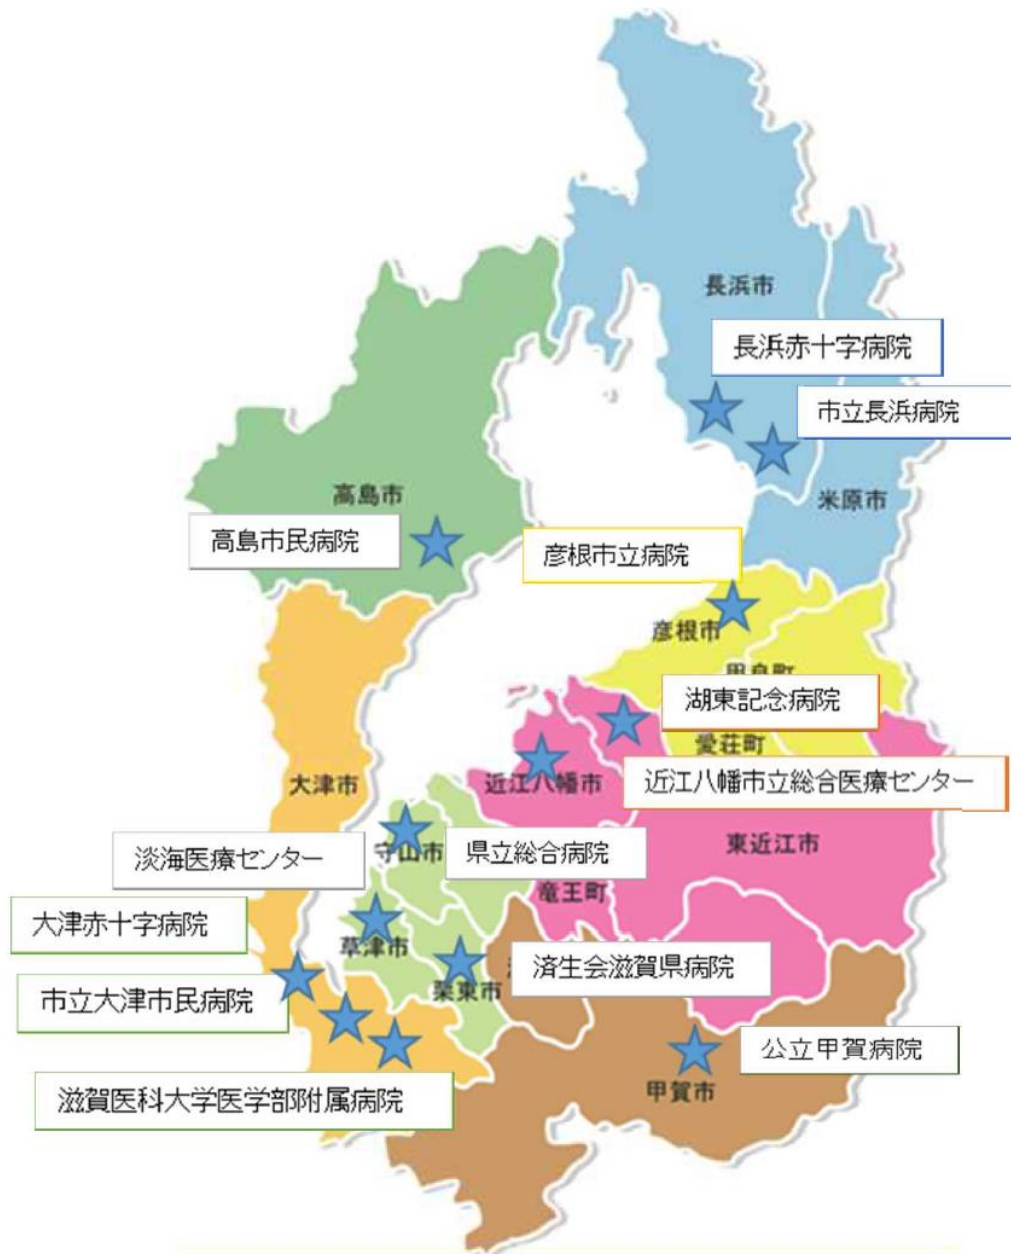 長浜市
長浜赤十字病院
市立長浜病院
米原市
高島市
高島市民病院
彦根市立病院
彦根市
湖東記念病院
愛荘町
大津市
近江八幡市
近江八幡市立総合医療センター
淡海医療センター
守山市
県立総合病院
東近江市
竜王町
大津赤十字病院
草津市
済生会滋賀県病院
市立大津市民病院
栗東市
公立甲賀病院
滋賀医科大学医学部附属病院
甲賀市